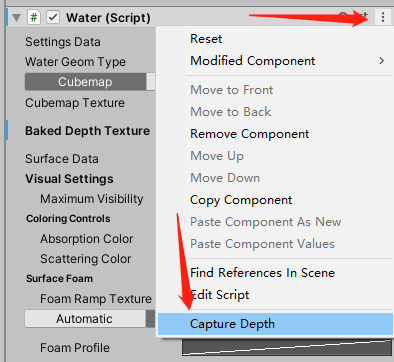 Water (Script)
Settings Data
Water Geom Type
Cubemap
Cubemap Texture
Baked Depth Texture
Surface Data
Visual Settings
Maximum Visibility
Coloring Controls
Absorption Color
Scattering Color
Surface Foam
Foam Ramp Texture
Automatic
Foam Profile
Reset
Modified Component
Move to Front
Move to Back
Remove Component
Move Up
Move Down
Copy Component
Paste Component As New
Paste Component Values
Find References In Scene
Edit Script
Capture Depth